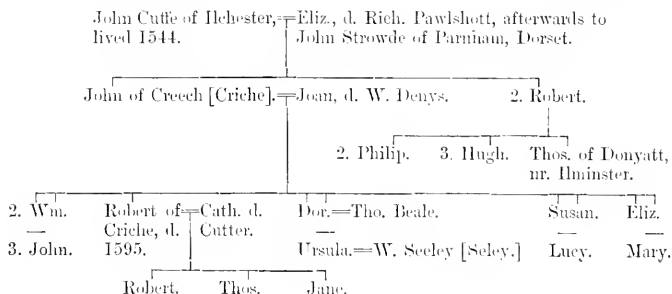 John Cuffe of Ilchester,═Eliz., d. Rich. Pawlshott, afterwards to
lived 1544. John Strowde of Parnham, Dorset.
John of Creech [Criche].═Joan, d. W. Denys. 2. Robert.
2. Philip. 3. Hugh. Thos. of Donyatt,
nr. Ilminster.
2. Wm. Robert of═Cath. d. Dor.═Tho. Beale. Susan. Eliz.
— Criche, d. Cutter. — — —
3. John. 1595. Ursula.═W. Seeley [Seley.] Lucy. Mary.
Robert. Thos. Jane.